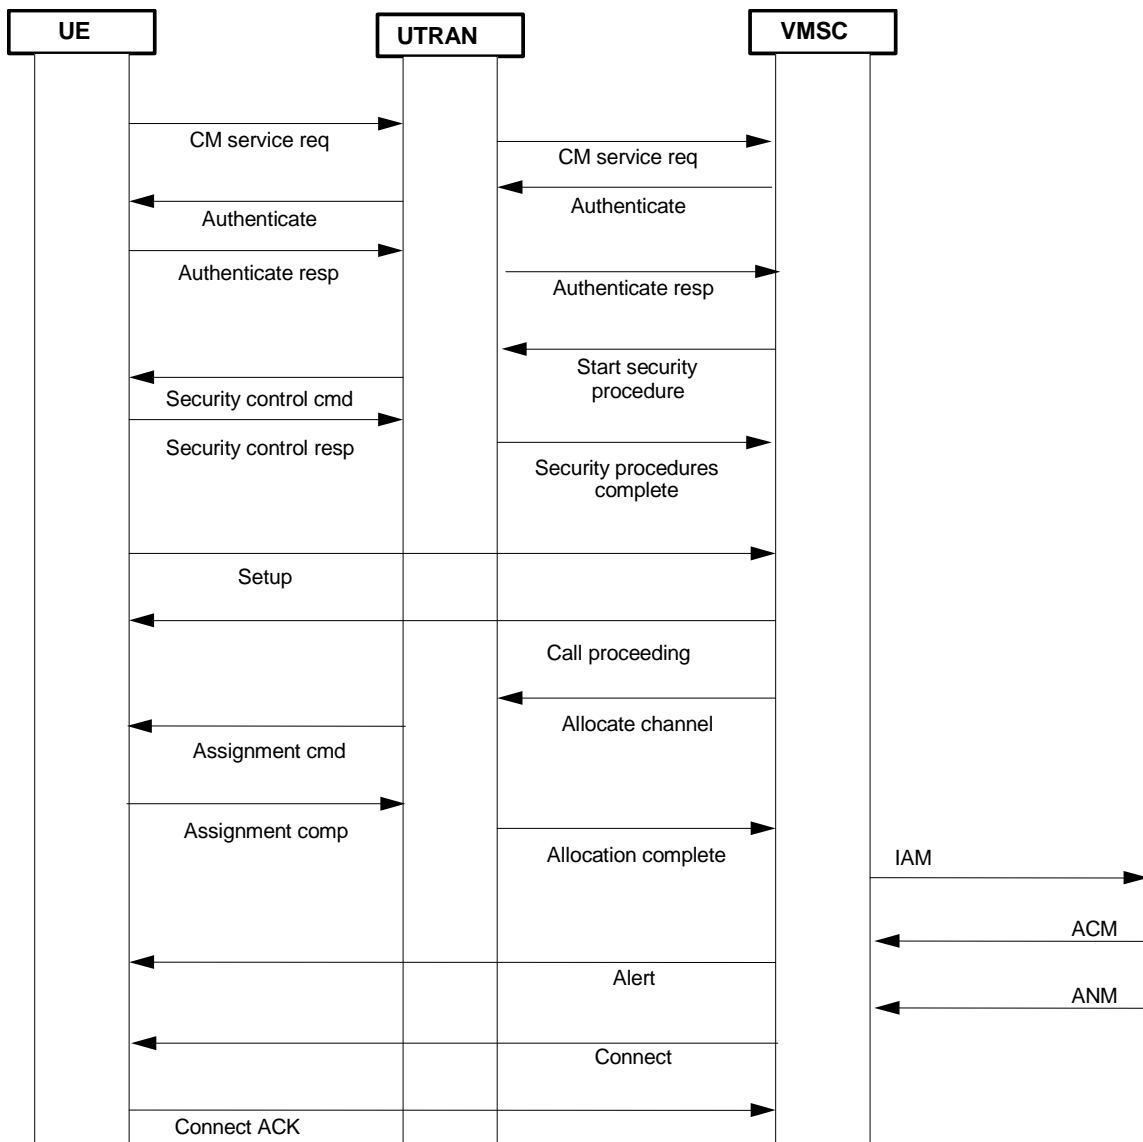 UE
UTRAN
VMSC
CM service req
CM service req
Authenticate
Authenticate
Authenticate resp
Authenticate resp
Start security
procedure
Security control cmd
Security control resp
Security procedures
complete
Setup
Call proceeding
Allocate channel
Assignment cmd
Assignment comp
Allocation complete
IAM
ACM
Alert
ANM
Connect
Connect ACK